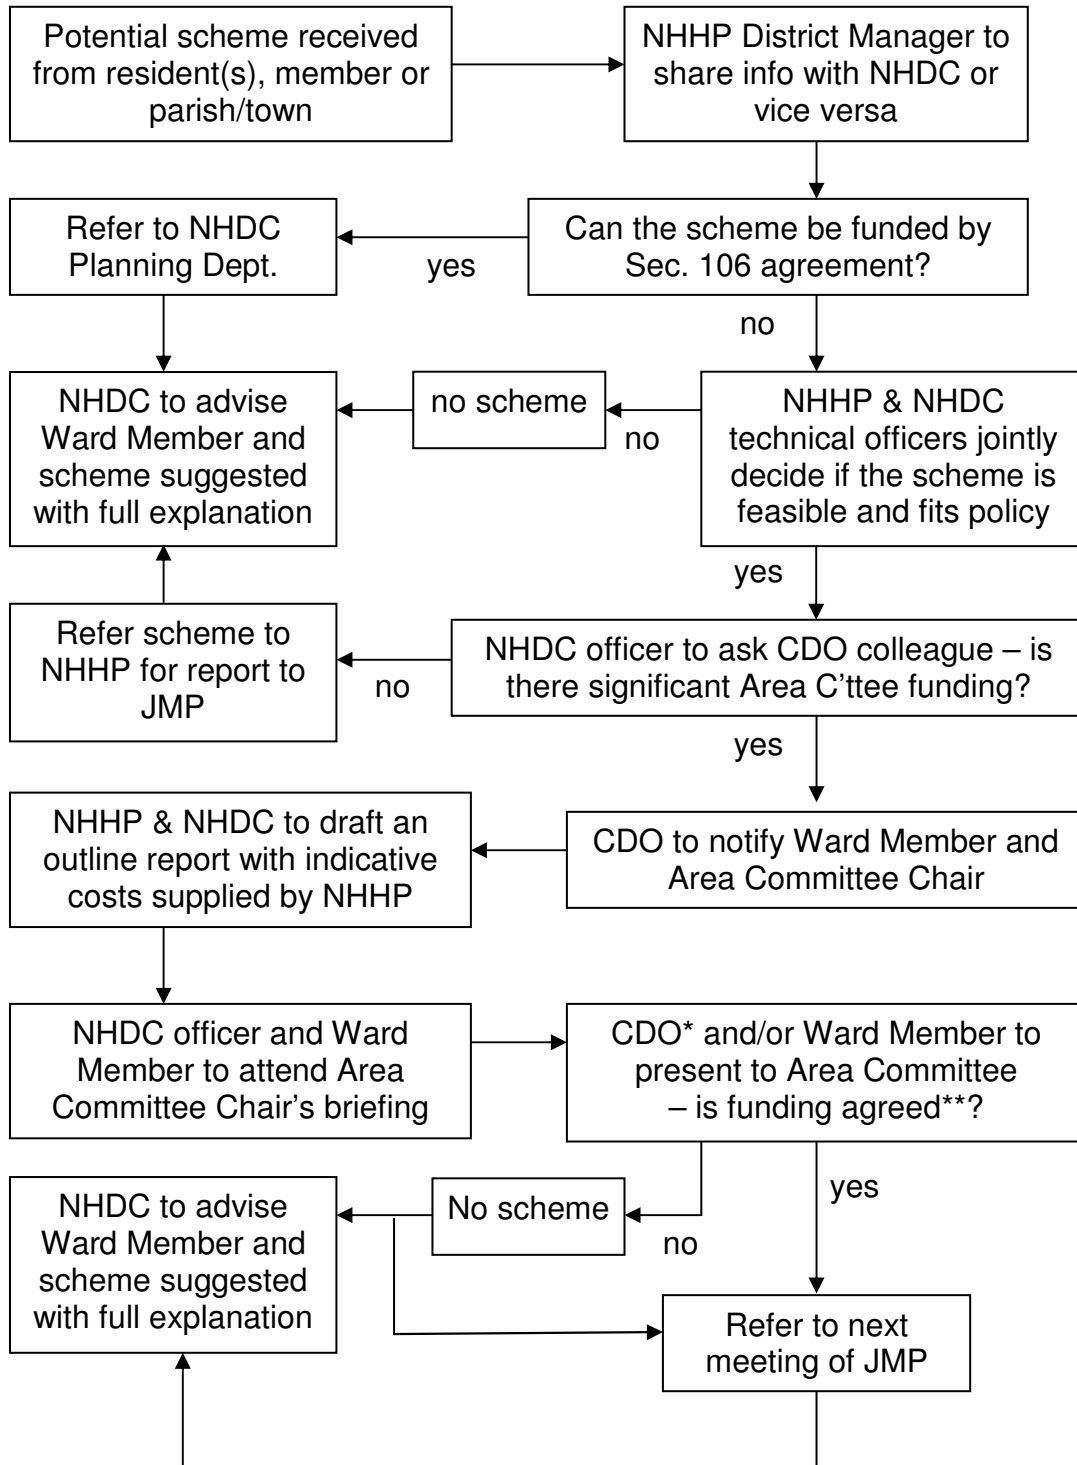 Potential scheme received
from resident(s), member or
parish/town
NHHP District Manager to
share info with NHDC or
vice versa
Refer to NHDC
Planning Dept.
yes
Can the scheme be funded by
Sec. 106 agreement?
no
NHDC to advise
Ward Member and
scheme suggested
with full explanation
no scheme
no
NHHP & NHDC
technical officers jointly
decide if the scheme is
feasible and fits policy
yes
Refer scheme to
NHHP for report to
JMP
no
NHDC officer to ask CDO colleague – is
there significant Area C'ttee funding?
yes
NHHP & NHDC to draft an
outline report with indicative
costs supplied by NHHP
CDO to notify Ward Member and
Area Committee Chair
NHDC officer and Ward
Member to attend Area
Committee Chair's briefing
CDO* and/or Ward Member to
present to Area Committee
– is funding agreed**?
NHDC to advise
Ward Member and
scheme suggested
with full explanation
No scheme
no
yes
Refer to next
meeting of JMP